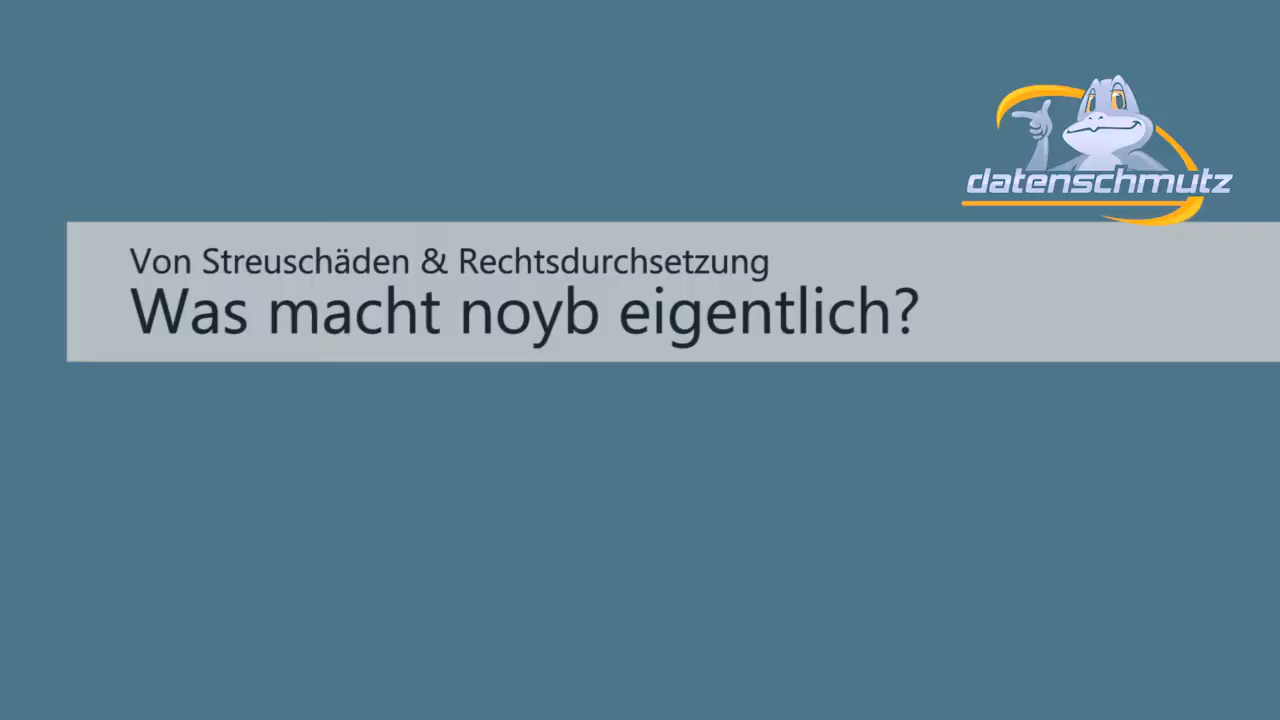 datenschmutz
Von Streuschäden & Rechtsdurchsetzung
Was macht noyb eigentlich?